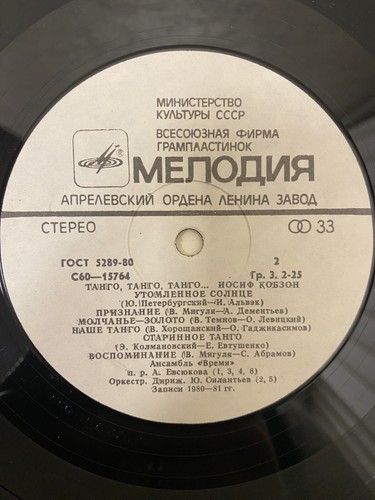 МИНИСТЕРСТВО
КУЛЬТУРЫ СССР
ВСЕСОЮЗНАЯ ФИРМА
ГРАМПЛАСТИНОК
МЕЛОДИЯ
АПРЕЛЕВСКИЙ ОРДЕНА ЛЕНИНА ЗАВОД
СТЕРЕО 33
ГОСТ 5289-80 2
С60—15764 Гр. 3. 2-25
ТАНГО, ТАНГО, ТАНГО... ИОСИФ КОБЗОН
УТОМЛЕННОЕ СОЛНЦЕ
(Ю. Петербургский—И. Альвэк)
ПРИЗНАНИЕ (В. Мигуля—А. Дементьев)
МОЛЧАНЬЕ—ЗОЛОТО (В. Темнов—О. Левицкий)
НАШЕ ТАНГО (В. Хорощанский—О. Гаджикасимов)
СТАРИННОЕ ТАНГО
(Э. Колмановский—Е. Евтушенко)
ВОСПОМИНАНИЕ (В. Мигуля—С. Абрамов)
Ансамбль «Время»
п. р. А. Евсюкова (1, 3, 4, 6)
Оркестр. Дириж. Ю. Силантьев (2, 5)
Записи 1980—81 гг.